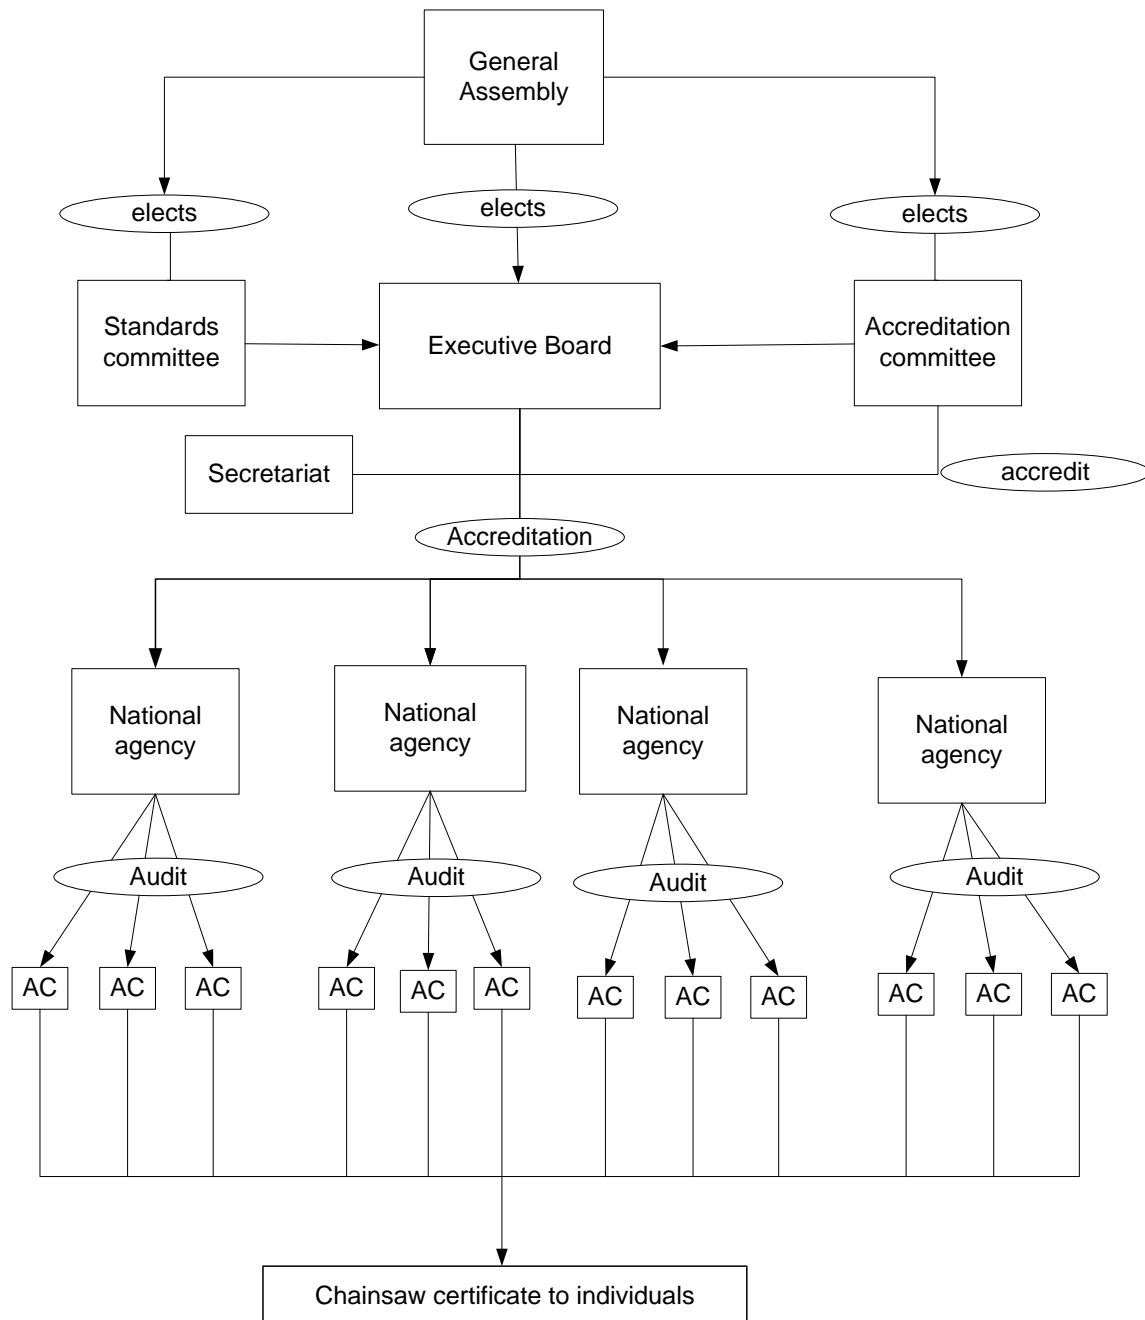 General
Assembly
elects
elects
elects
Standards
committee
Executive Board
Accreditation
committee
Secretariat
accredit
Accreditation
National
agency
National
agency
National
agency
National
agency
Audit
Audit
Audit
Audit
AC
AC
AC
AC
AC
AC
AC
AC
AC
AC
AC
AC
Chainsaw certificate to individuals